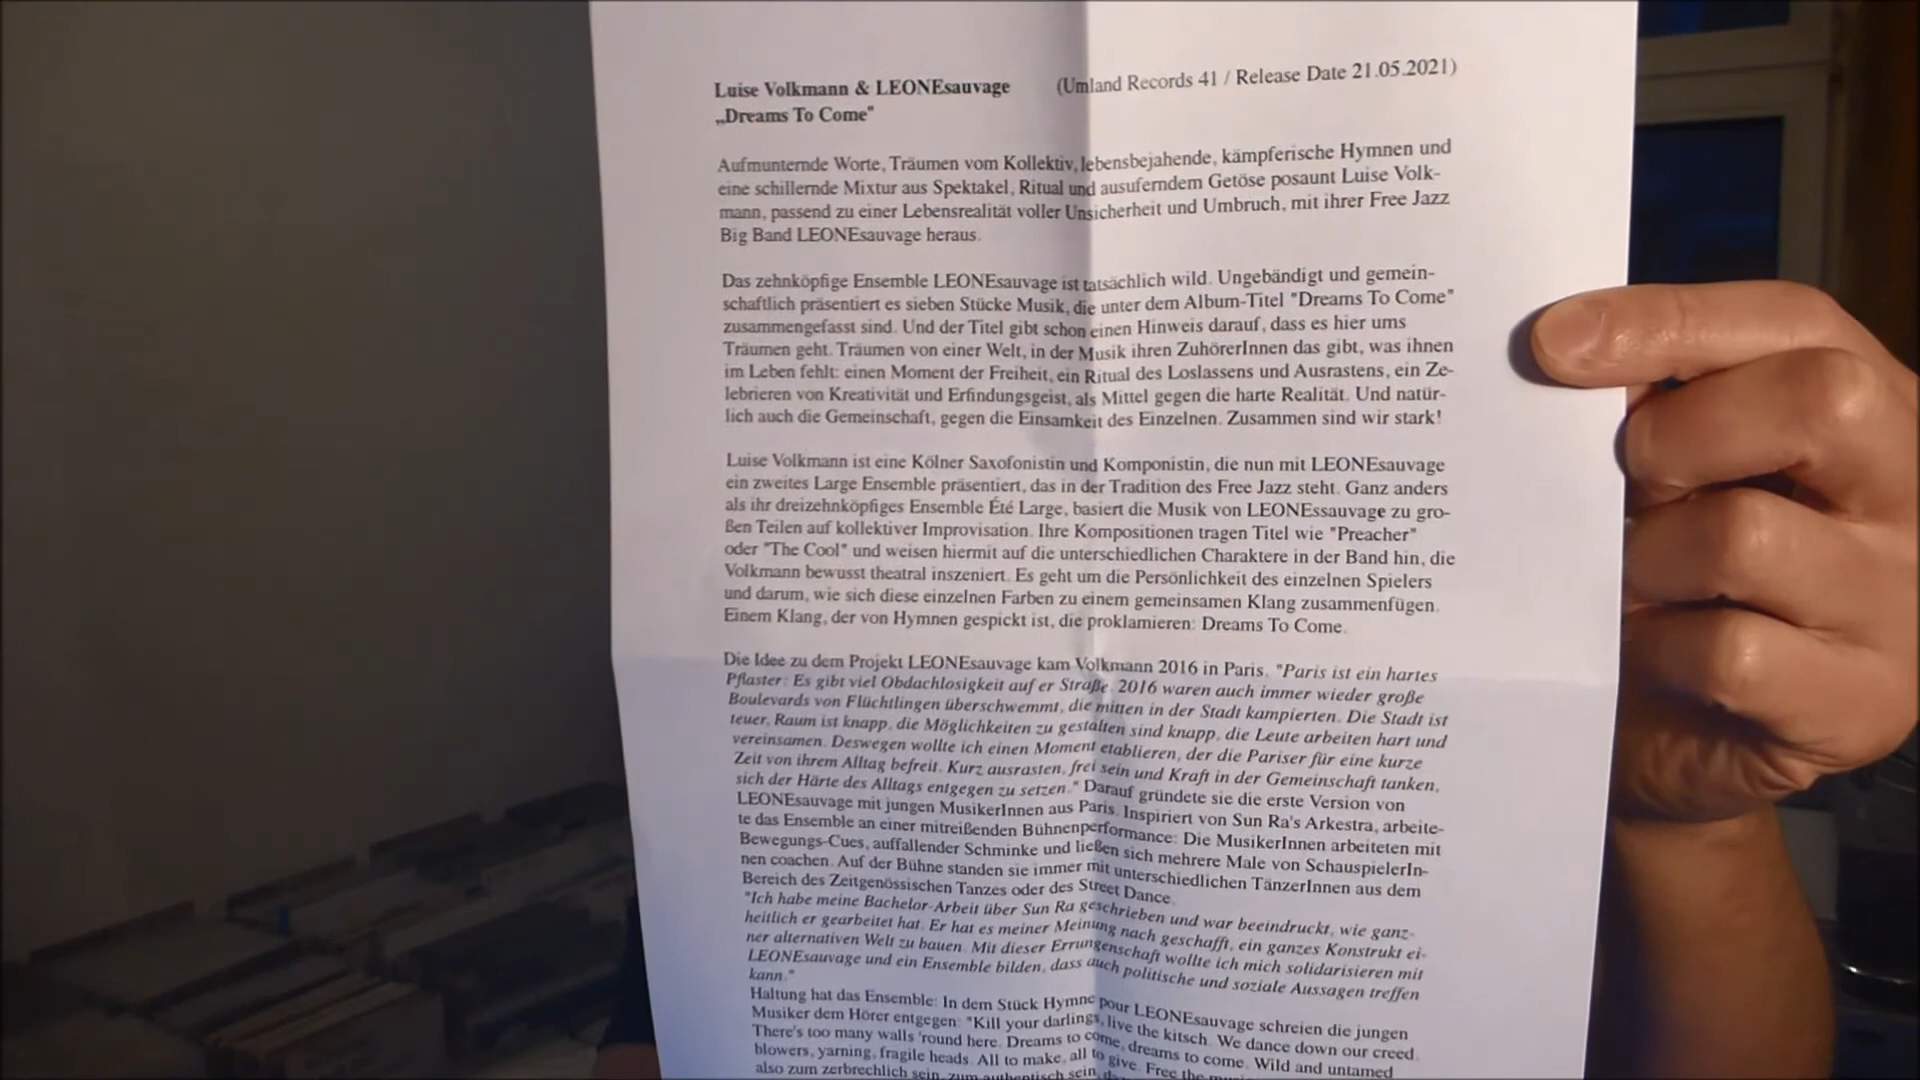 Luise Volkmann & LEONEsauvage (Umland Records 41 / Release Date 21.05.2021)
„Dreams To Come"
Aufmunternde Worte, Träumen vom Kollektiv, lebensbejahende, kämpferische Hymnen und
eine schillernde Mixtur aus Spektakel, Ritual und ausuferndem Getöse posaunt Luise Volk-
mann, passend zu einer Lebensrealität voller Unsicherheit und Umbruch, mit ihrer Free Jazz
Big Band LEONEsauvage heraus.
Das zehnköpfige Ensemble LEONEsauvage ist tatsächlich wild. Ungebändigt und gemein-
schaftlich präsentiert es sieben Stücke Musik, die unter dem Album-Titel "Dreams To Come"
zusammengefasst sind. Und der Titel gibt schon einen Hinweis darauf, dass es hier ums
Träumen geht. Träumen von einer Welt, in der Musik ihren ZuhörerInnen das gibt, was ihnen
im Leben fehlt: einen Moment der Freiheit, ein Ritual des Loslassens und Ausrastens, ein Ze-
lebrieren von Kreativität und Erfindungsgeist, als Mittel gegen die harte Realität. Und natür-
lich auch die Gemeinschaft, gegen die Einsamkeit des Einzelnen. Zusammen sind wir stark!
Luise Volkmann ist eine Kölner Saxofonistin und Komponistin, die nun mit LEONEsauvage
ein zweites Large Ensemble präsentiert, das in der Tradition des Free Jazz steht. Ganz anders
als ihr dreizehnköpfiges Ensemble Été Large, basiert die Musik von LEONEssauvage zu gro-
ßen Teilen auf kollektiver Improvisation. Ihre Kompositionen tragen Titel wie "Preacher"
oder "The Cool" und weisen hiermit auf die unterschiedlichen Charaktere in der Band hin, die
Volkmann bewusst theatral inszeniert. Es geht um die Persönlichkeit des einzelnen Spielers
und darum, wie sich diese einzelnen Farben zu einem gemeinsamen Klang zusammenfügen.
Einem Klang, der von Hymnen gespickt ist, die proklamieren: Dreams To Come.
Die Idee zu dem Projekt LEONEsauvage kam Volkmann 2016 in Paris. "Paris ist ein hartes
Pflaster: Es gibt viel Obdachlosigkeit auf er Straße. 2016 waren auch immer wieder große
Boulevards von Flüchtlingen überschwemmt, die mitten in der Stadt kampierten. Die Stadt ist
teuer, Raum ist knapp, die Möglichkeiten zu gestalten sind knapp, die Leute arbeiten hart und
vereinsamen. Deswegen wollte ich einen Moment etablieren, der die Pariser für eine kurze
Zeit von ihrem Alltag befreit. Kurz ausrasten, frei sein und Kraft in der Gemeinschaft tanken,
sich der Härte des Alltags entgegen zu setzen." Darauf gründete sie die erste Version von
LEONEsauvage mit jungen MusikerInnen aus Paris. Inspiriert von Sun Ra's Arkestra, arbeite-
te das Ensemble an einer mitreißenden Bühnenperformance: Die MusikerInnen arbeiteten mit
Bewegungs-Cues, auffallender Schminke und ließen sich mehrere Male von SchauspielerIn-
nen coachen. Auf der Bühne standen sie immer mit unterschiedlichen TänzerInnen aus dem
Bereich des Zeitgenössischen Tanzes oder des Street Dance.
"Ich habe meine Bachelor-Arbeit über Sun Ra geschrieben und war beeindruckt, wie ganz-
heitlich er gearbeitet hat. Er hat es meiner Meinung nach geschafft, ein ganzes Konstrukt ei-
ner alternativen Welt zu bauen. Mit dieser Errungenschaft wollte ich mich solidarisieren mit
LEONEsauvage und ein Ensemble bilden, dass auch politische und soziale Aussagen treffen
kann."
Haltung hat das Ensemble: In dem Stück Hymne pour LEONEsauvage schreien die jungen
Musiker dem Hörer entgegen: "Kill your darlings, live the kitsch. We dance down our creed.
There's too many walls 'round here. Dreams to come, dreams to come. Wild and untamed
blowers, yarning, fragile heads. All to make, all to give. Free the
also zum zerbrechlich sein, zum authentisch sein,